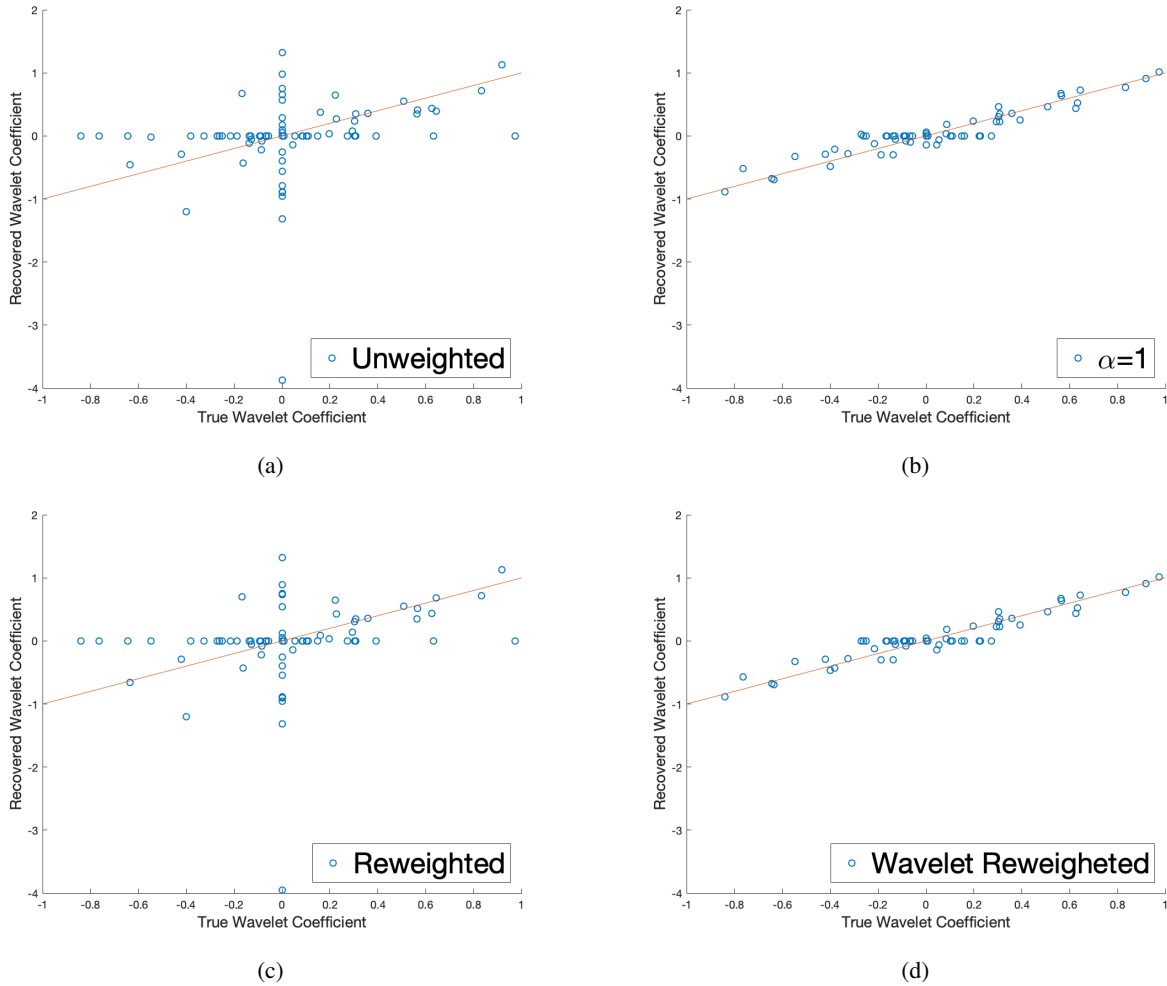 2
1
0
-1
-2
-3
-4
-1 -0.8 -0.6 -0.4 -0.2 0 0.2 0.4 0.6 0.8 1
Recovered Wavelet Coefficient
True Wavelet Coefficient
Unweighted
(a)
2
1
0
-1
-2
-3
-4
-1 -0.8 -0.6 -0.4 -0.2 0 0.2 0.4 0.6 0.8 1
Recovered Wavelet Coefficient
True Wavelet Coefficient
α=1
(b)
2
1
0
-1
-2
-3
-4
-1 -0.8 -0.6 -0.4 -0.2 0 0.2 0.4 0.6 0.8 1
Recovered Wavelet Coefficient
True Wavelet Coefficient
Reweighted
(c)
2
1
0
-1
-2
-3
-4
-1 -0.8 -0.6 -0.4 -0.2 0 0.2 0.4 0.6 0.8 1
Recovered Wavelet Coefficient
True Wavelet Coefficient
Wavelet Reweigheted
(d)